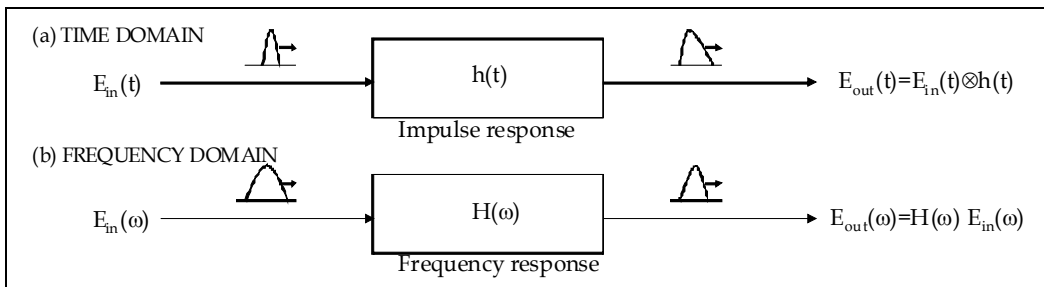 (a) TIME DOMAIN
E_in(t)
h(t)
E_out(t)=E_in(t)⊗h(t)
Impulse response
(b) FREQUENCY DOMAIN
E_in(ω)
H(ω)
E_out(ω)=H(ω) E_in(ω)
Frequency response